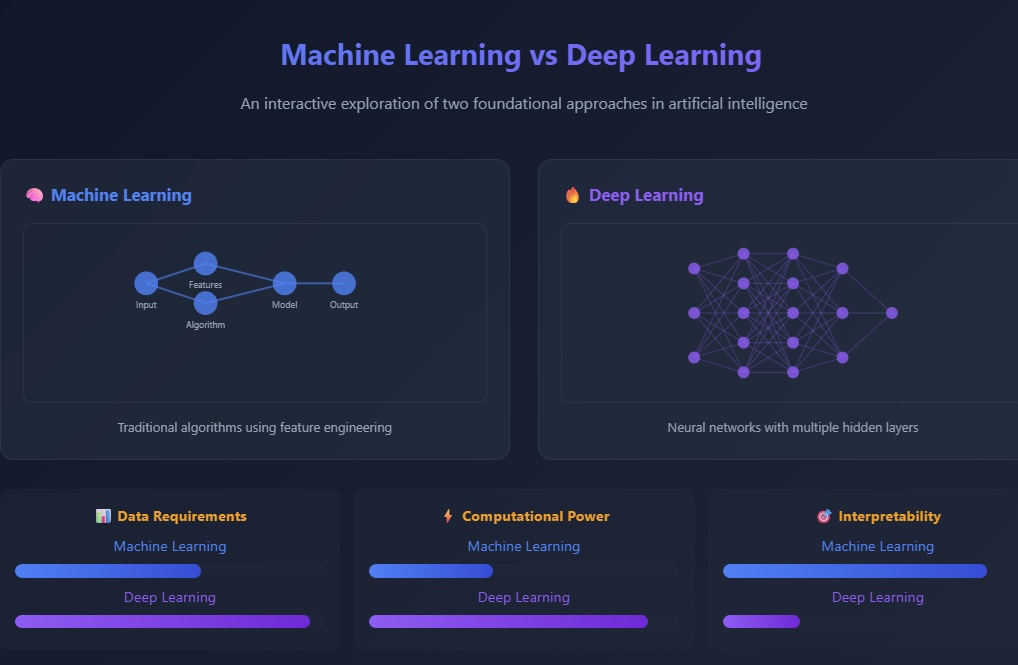 Machine Learning vs Deep Learning
An interactive exploration of two foundational approaches in artificial intelligence
Machine Learning
Input
Features
Algorithm
Model
Output
Traditional algorithms using feature engineering
Deep Learning
Neural networks with multiple hidden layers
Data Requirements
Machine Learning
Deep Learning
Computational Power
Machine Learning
Deep Learning
Interpretability
Machine Learning
Deep Learning